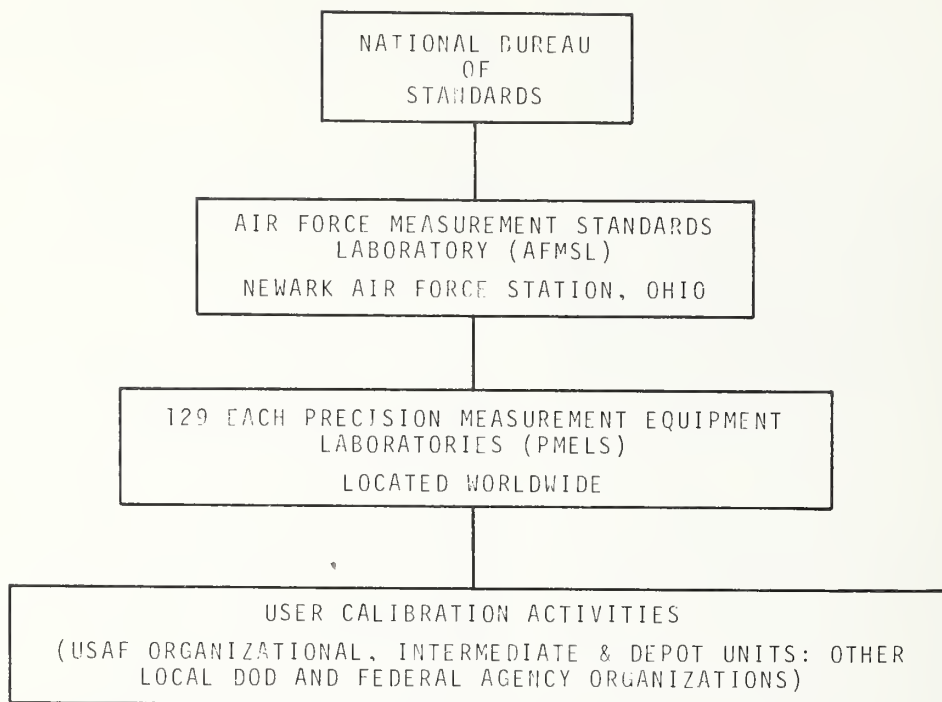 NATIONAL BUREAU
OF
STANDARDS
AIR FORCE MEASUREMENT STANDARDS
LABORATORY (AFMSL)
NEWARK AIR FORCE STATION, OHIO
129 EACH PRECISION MEASUREMENT EQUIPMENT
LABORATORIES (PMELS)
LOCATED WORLDWIDE
USER CALIBRATION ACTIVITIES
(USAF ORGANIZATIONAL, INTERMEDIATE & DEPOT UNITS: OTHER
LOCAL DOD AND FEDERAL AGENCY ORGANIZATIONS)